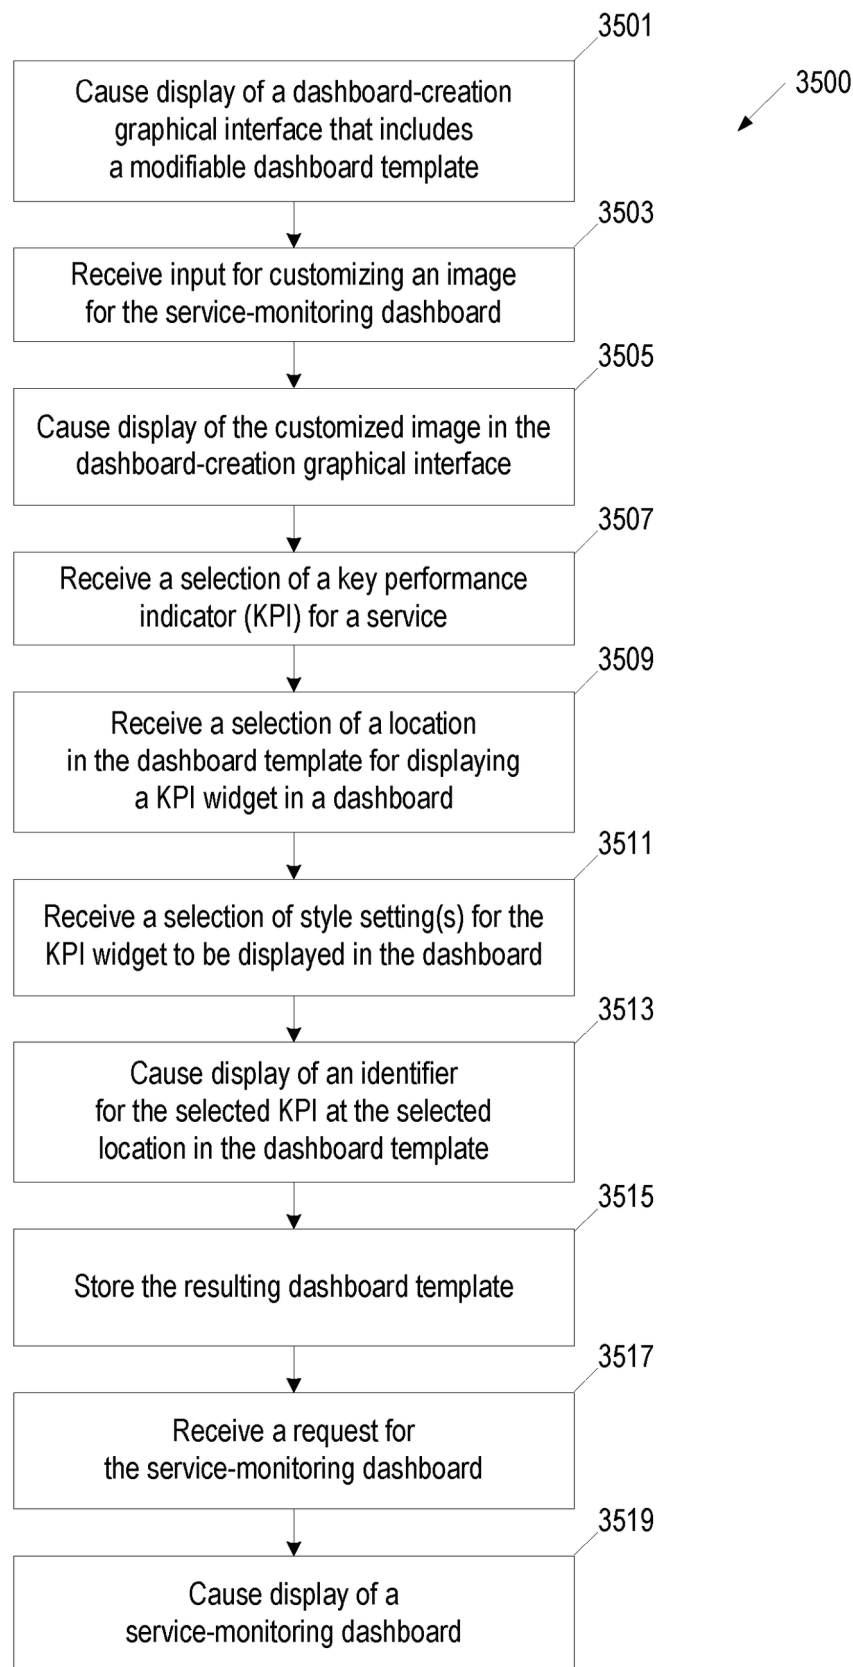 3501
3500
Cause display of a dashboard-creation
graphical interface that includes
a modifiable dashboard template
3503
Receive input for customizing an image
for the service-monitoring dashboard
3505
Cause display of the customized image in the
dashboard-creation graphical interface
3507
Receive a selection of a key performance
indicator (KPI) for a service
3509
Receive a selection of a location
in the dashboard template for displaying
a KPI widget in a dashboard
3511
Receive a selection of style setting(s) for the
KPI widget to be displayed in the dashboard
3513
Cause display of an identifier
for the selected KPI at the selected
location in the dashboard template
3515
Store the resulting dashboard template
3517
Receive a request for
the service-monitoring dashboard
3519
Cause display of a
service-monitoring dashboard